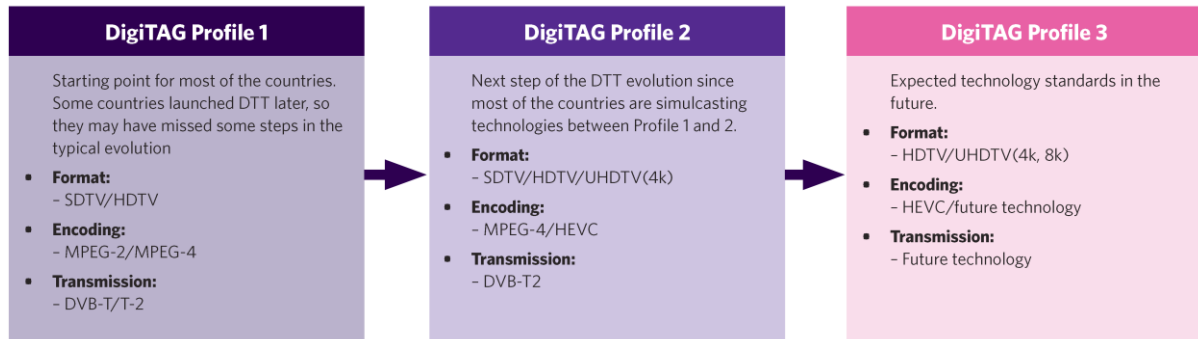 DigiTAG Profile 1
Starting point for most of the countries.
Some countries launched DTT later, so
they may have missed some steps in the
typical evolution
▪ Format:
– SDTV/HDTV
▪ Encoding:
– MPEG-2/MPEG-4
▪ Transmission:
– DVB-T/T-2
DigiTAG Profile 2
Next step of the DTT evolution since
most of the countries are simulcasting
technologies between Profile 1 and 2.
▪ Format:
– SDTV/HDTV/UHDTV(4k)
▪ Encoding:
– MPEG-4/HEVC
▪ Transmission:
– DVB-T2
DigiTAG Profile 3
Expected technology standards in the
future.
▪ Format:
– HDTV/UHDTV(4k, 8k)
▪ Encoding:
– HEVC/future technology
▪ Transmission:
– Future technology